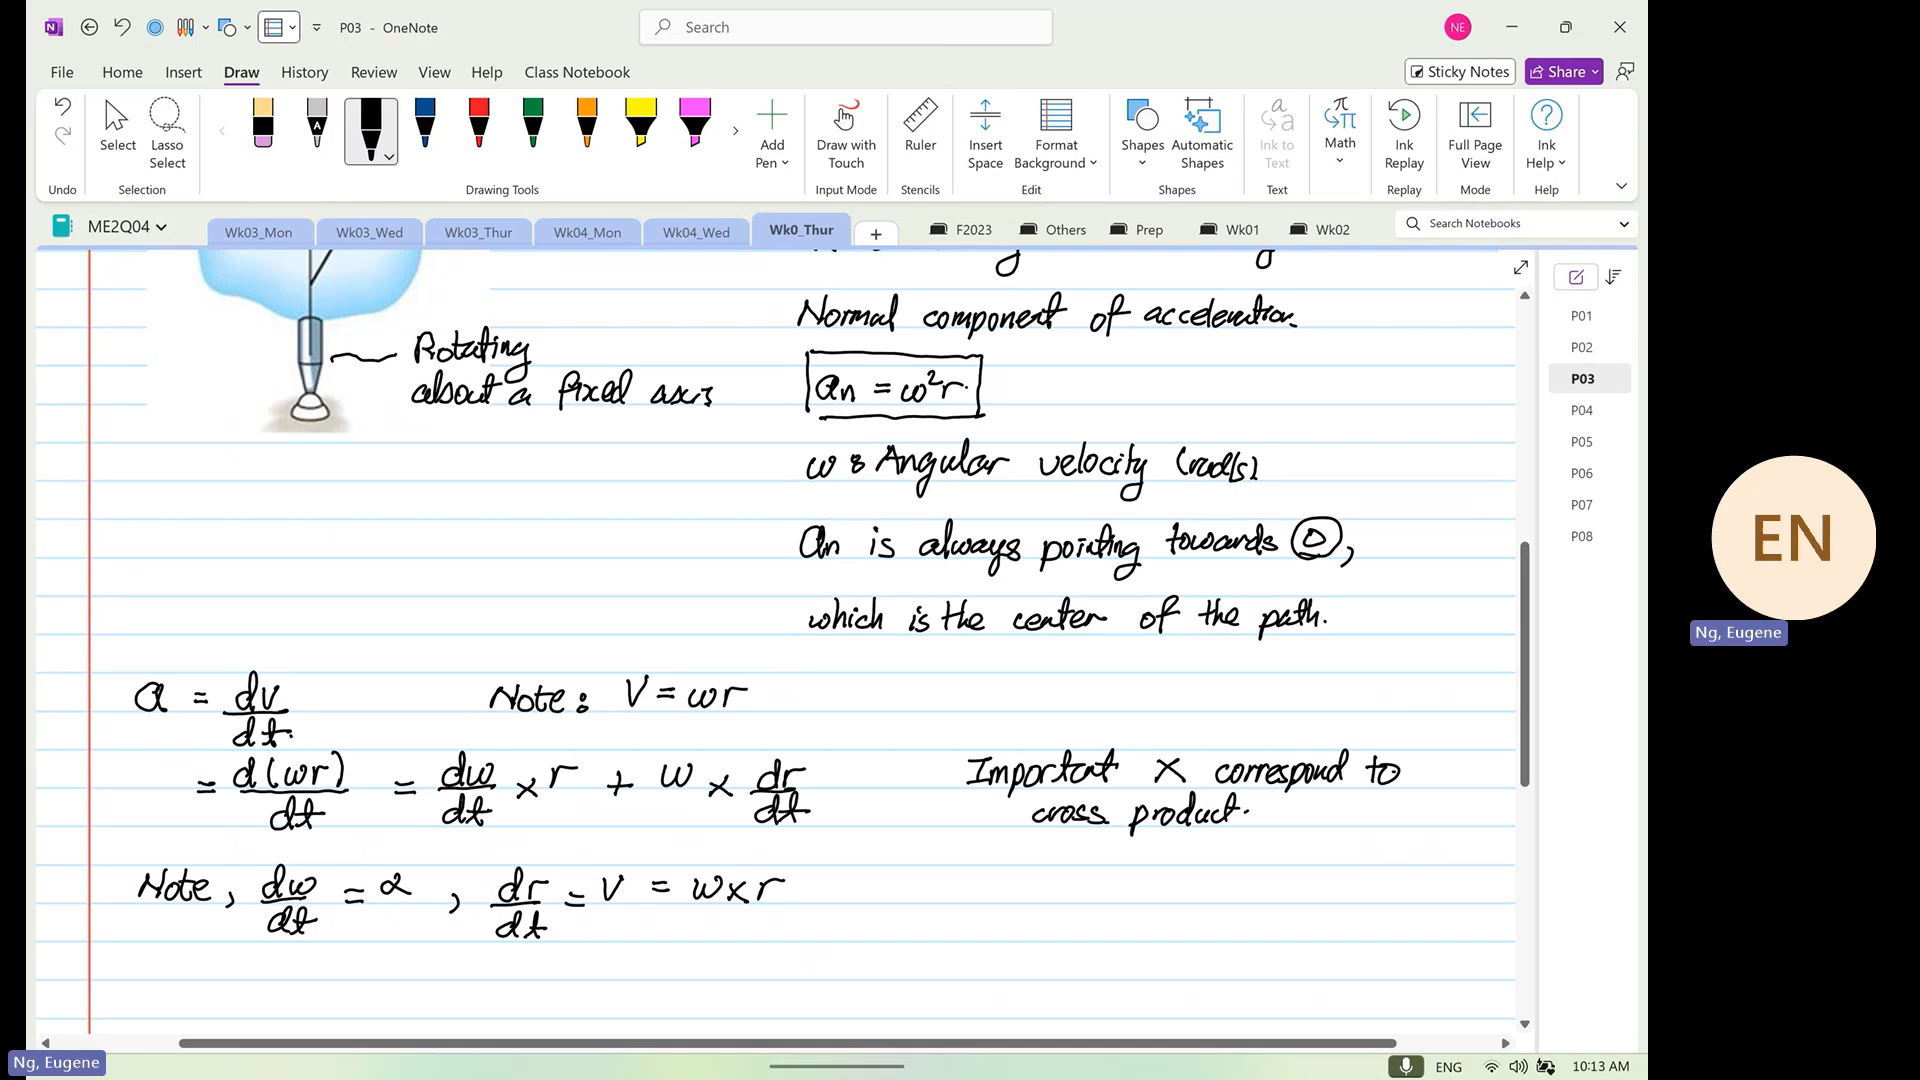 P03 - OneNote
Search
NE
File Home Insert Draw History Review View Help Class Notebook
Sticky Notes
Share
Undo
Select
Lasso Select
Selection
Drawing Tools
Add Pen
Draw with Touch
Input Mode
Ruler
Stencils
Insert Space
Format Background
Edit
Shapes
Automatic Shapes
Shapes
Ink to Text
Text
Math
Ink Replay
Replay
Full Page View
Mode
Ink Help
Help
ME2Q04
Wk03_Mon Wk03_Wed Wk03_Thur Wk04_Mon Wk04_Wed Wk0_Thur + F2023 Others Prep Wk01 Wk02
Search Notebooks
P01
P02
P03
P04
P05
P06
P07
P08
Rotating
about a fixed axis
Normal component of acceleration.
an = ω²r
ω : Angular velocity (rad/s)
an is always pointing towards O,
which is the center of the path.
a = dv/dt Note: V = ωr
= d(ωr)/dt = dω/dt × r + ω × dr/dt
Important × correspond to
cross product.
Note, dω/dt = α , dr/dt = V = ω×r
EN
Ng, Eugene
Ng, Eugene
ENG 10:13 AM